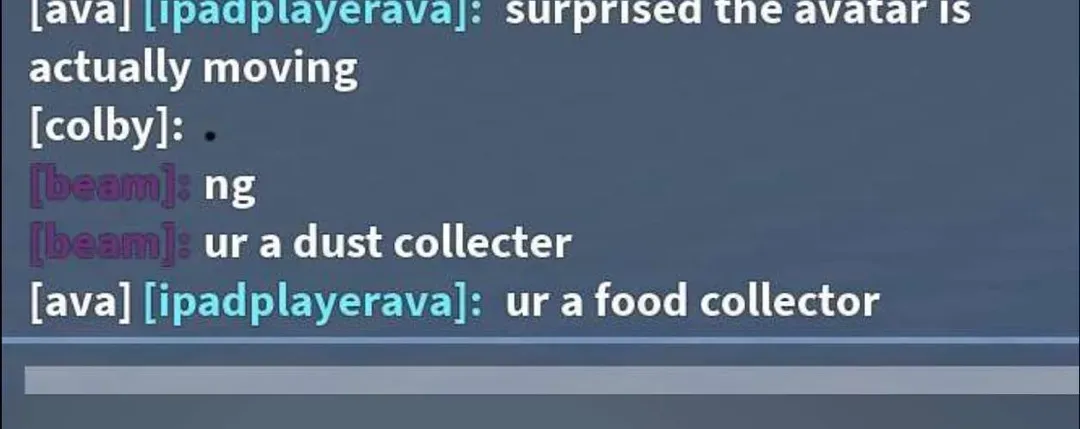 [ava] [ipadplayerava]: surprised the avatar is
actually moving
[colby]: .
[beam]: ng
[beam]: ur a dust collecter
[ava] [ipadplayerava]: ur a food collector